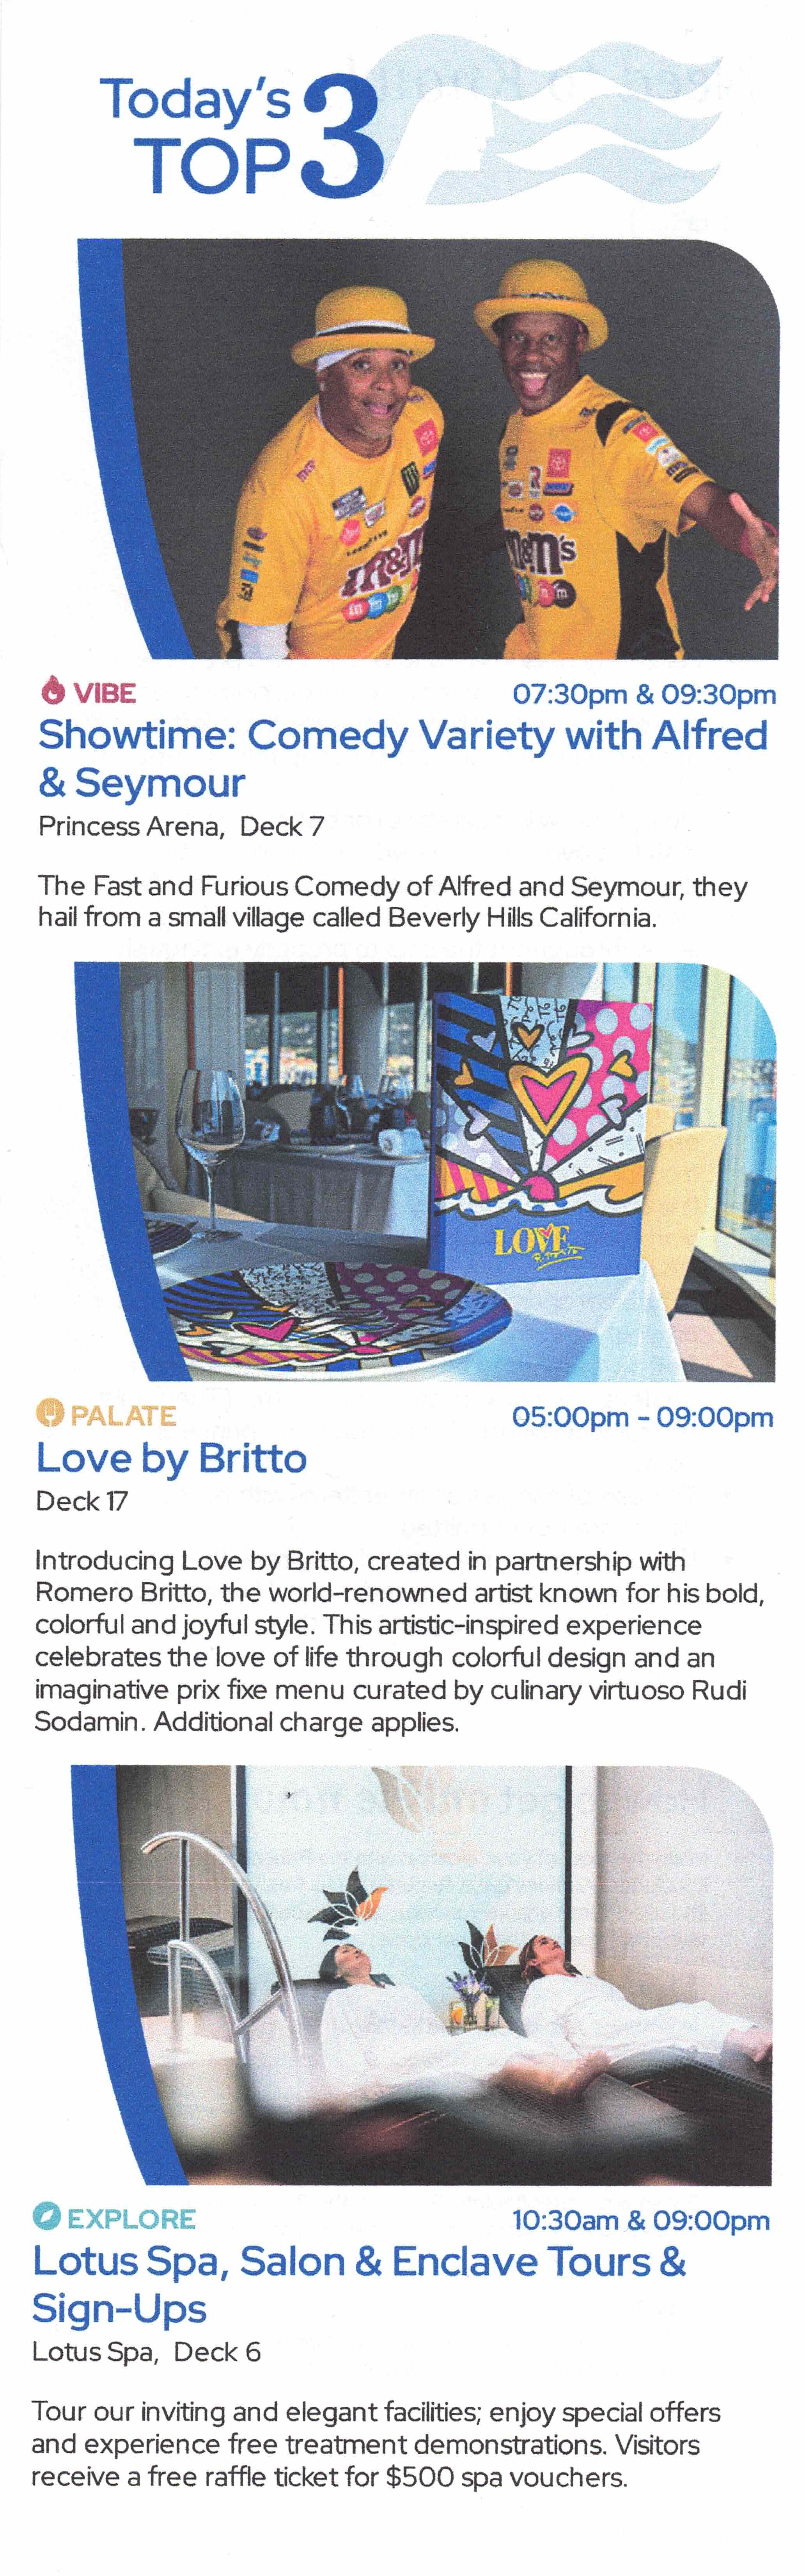 Today's
TOP 3
M&M's
VIBE 07:30pm & 09:30pm
Showtime: Comedy Variety with Alfred
& Seymour
Princess Arena, Deck 7
The Fast and Furious Comedy of Alfred and Seymour, they
hail from a small village called Beverly Hills California.
LOVE
PALATE 05:00pm - 09:00pm
Love by Britto
Deck 17
Introducing Love by Britto, created in partnership with
Romero Britto, the world-renowned artist known for his bold,
colorful and joyful style. This artistic-inspired experience
celebrates the love of life through colorful design and an
imaginative prix fixe menu curated by culinary virtuoso Rudi
Sodamin. Additional charge applies.
EXPLORE 10:30am & 09:00pm
Lotus Spa, Salon & Enclave Tours &
Sign-Ups
Lotus Spa, Deck 6
Tour our inviting and elegant facilities; enjoy special offers
and experience free treatment demonstrations. Visitors
receive a free raffle ticket for $500 spa vouchers.